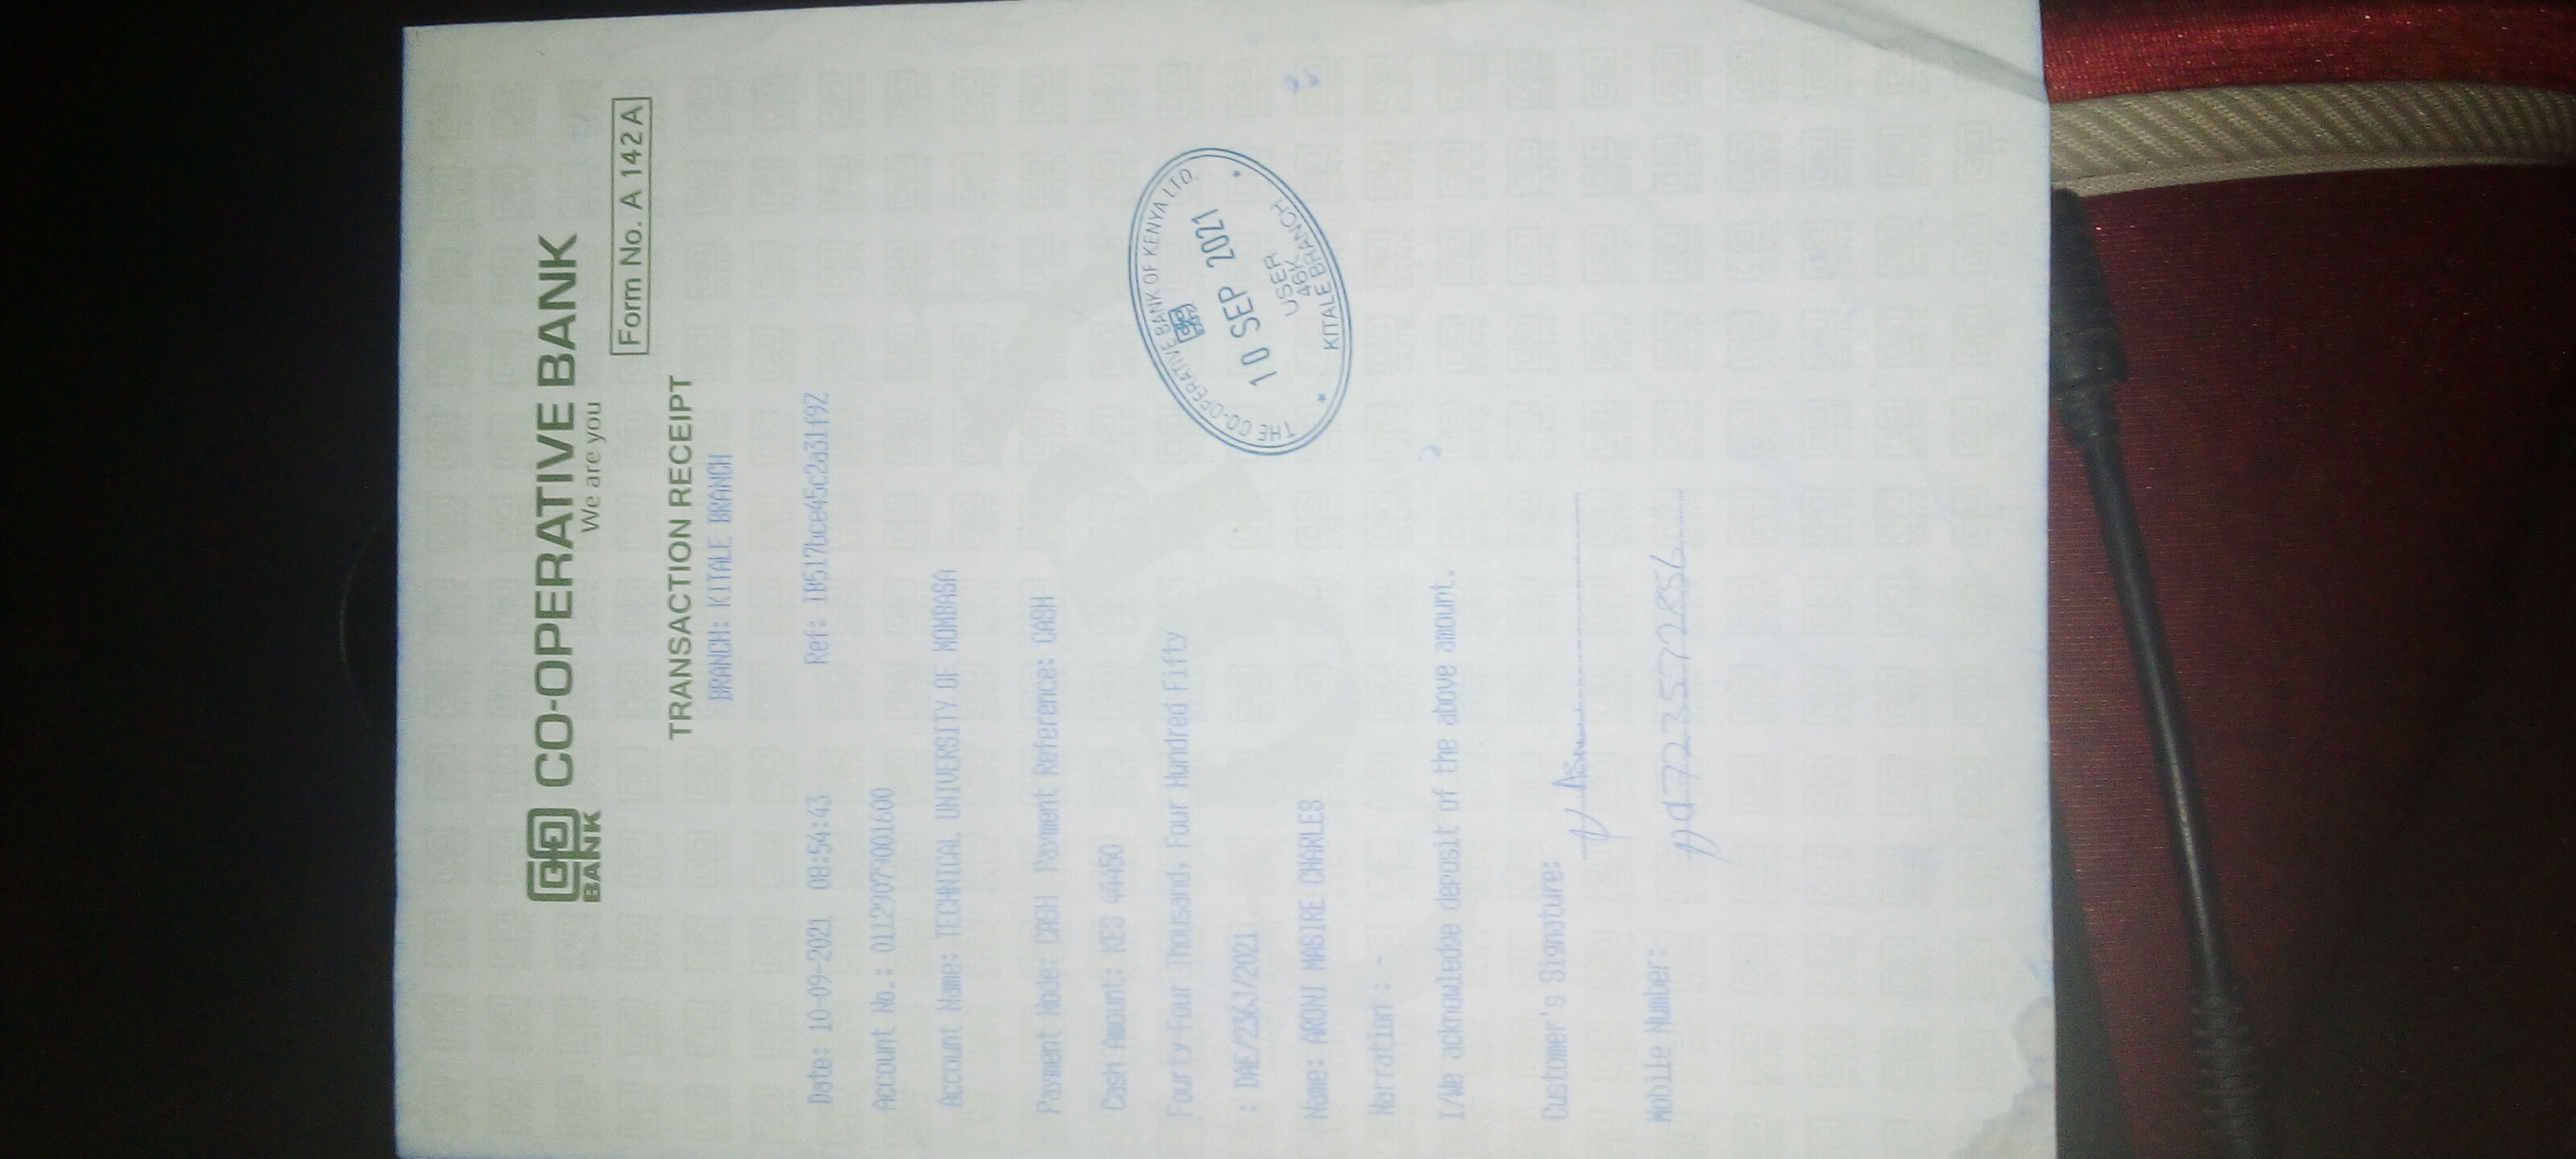 CO-OPERATIVE BANK
BANK
We are you
Form No. A 142 A
TRANSACTION RECEIPT
BRANCH: KITALE BRANCH
Date: 10-09-2021 08:54:43 Ref: IB517bce45c2a31f9Z
Account No.: 01129079001600
Account Name: TECHNICAL UNIVERSITY OF MOMBASA
Payment Mode: CASH Payment Reference: CASH
Cash Amount: KES 44450
Fourty-Four Thousand, Four Hundred Fifty
: DAE/236J/2021
Name: ARONI MASIRE CHARLES
Narration : -
I/We acknowledge deposit of the above amount.
THE CO-OPERATIVE BANK OF KENYA LTD.
10 SEP 2021
USER
46K
KITALE BRANCH
Customer's Signature:
Mobile Number: 0723572856